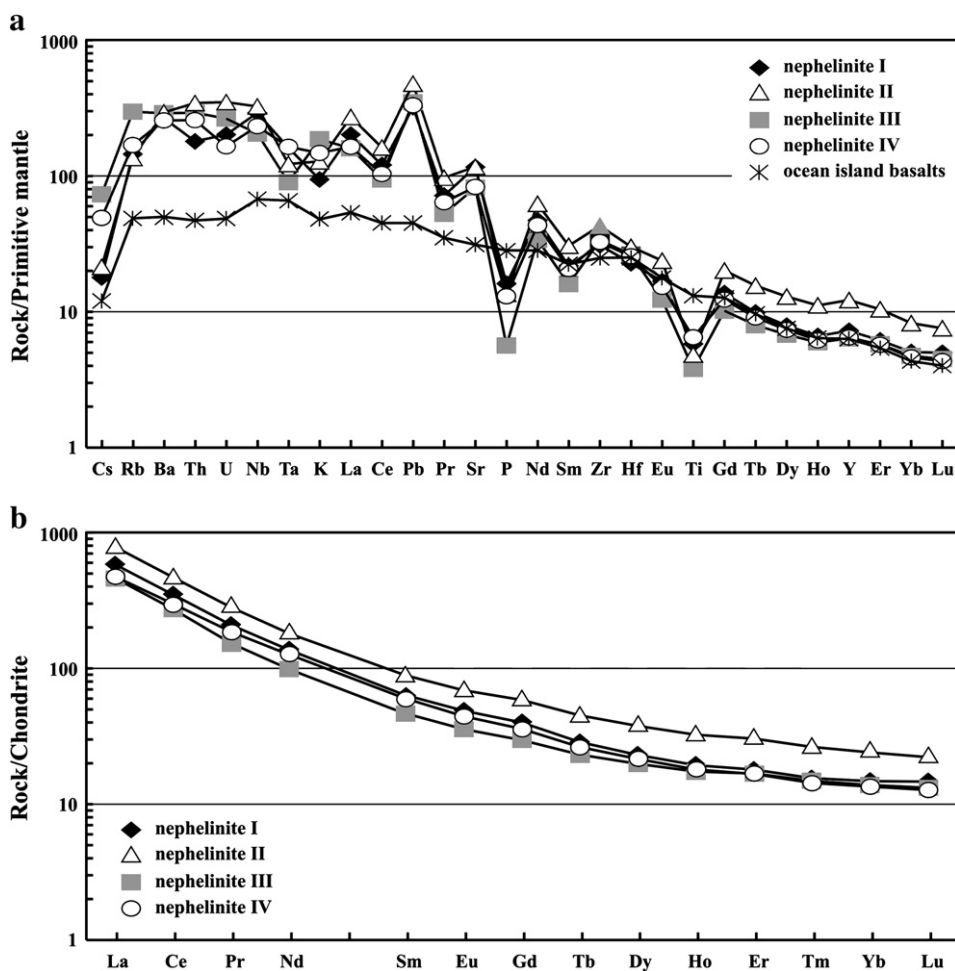 a
1000
100
10
1
Rock/Primitive mantle
nephelinite I
nephelinite II
nephelinite III
nephelinite IV
ocean island basalts
Cs Rb Ba Th U Nb Ta K La Ce Pb Pr Sr P Nd Sm Zr Hf Eu Ti Gd Tb Dy Ho Y Er Yb Lu
b
1000
100
10
1
Rock/Chondrite
nephelinite I
nephelinite II
nephelinite III
nephelinite IV
La Ce Pr Nd Sm Eu Gd Tb Dy Ho Er Tm Yb Lu